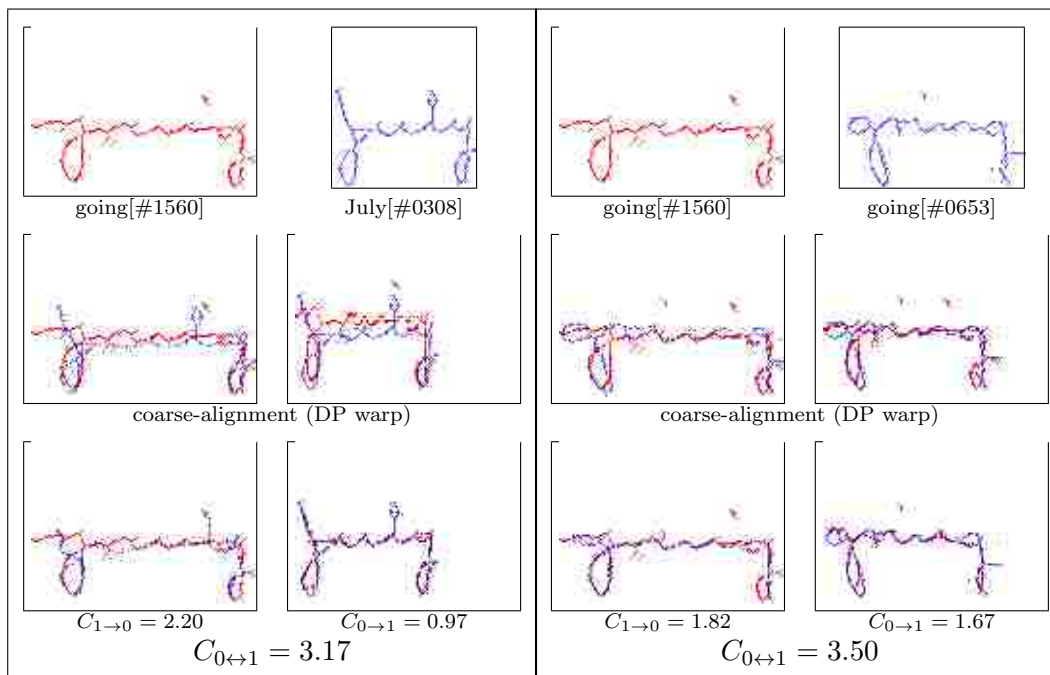 going[#1560]
July[#0308]
coarse-alignment (DP warp)
C1→0 = 2.20
C0→1 = 0.97
C0↔1 = 3.17
going[#1560]
going[#0653]
coarse-alignment (DP warp)
C1→0 = 1.82
C0→1 = 1.67
C0↔1 = 3.50